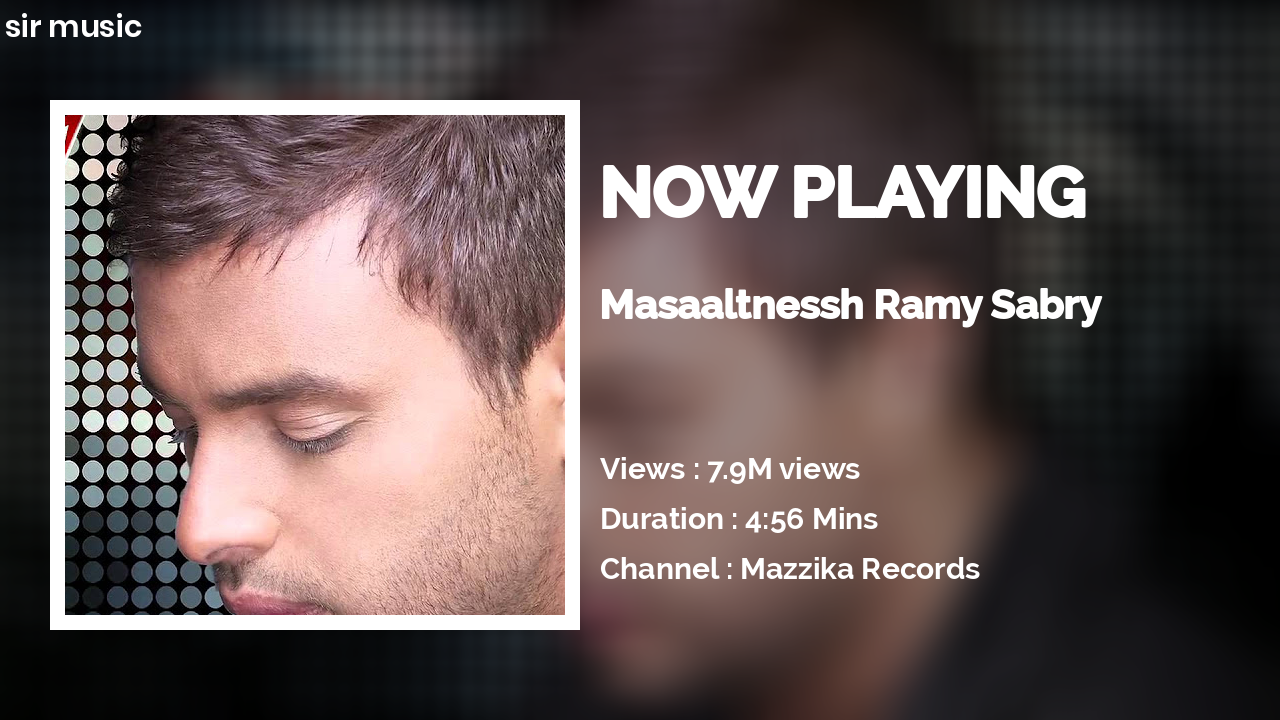 sir music
NOW PLAYING
Masaaltnessh Ramy Sabry
Views : 7.9M views
Duration : 4:56 Mins
Channel : Mazzika Records